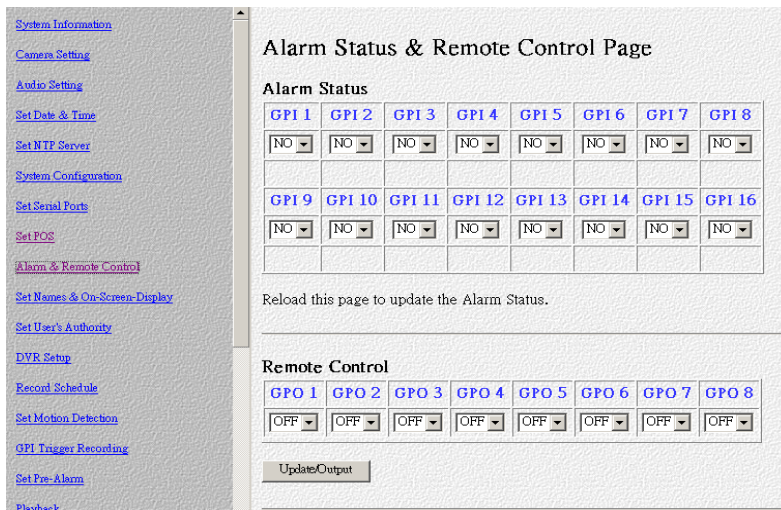 System Information
Camera Setting
Audio Setting
Set Date & Time
Set NTP Server
System Configuration
Set Serial Ports
Set POS
Alarm & Remote Control
Set Names & On-Screen-Display
Set User's Authority
DVR Setup
Record Schedule
Set Motion Detection
GPI Trigger Recording
Set Pre-Alarm
Playback
Alarm Status & Remote Control Page
Alarm Status
GPI 1 GPI 2 GPI 3 GPI 4 GPI 5 GPI 6 GPI 7 GPI 8
NO NO NO NO NO NO NO NO
GPI 9 GPI 10 GPI 11 GPI 12 GPI 13 GPI 14 GPI 15 GPI 16
NO NO NO NO NO NO NO NO
Reload this page to update the Alarm Status.
Remote Control
GPO 1 GPO 2 GPO 3 GPO 4 GPO 5 GPO 6 GPO 7 GPO 8
OFF OFF OFF OFF OFF OFF OFF OFF
Update/Output